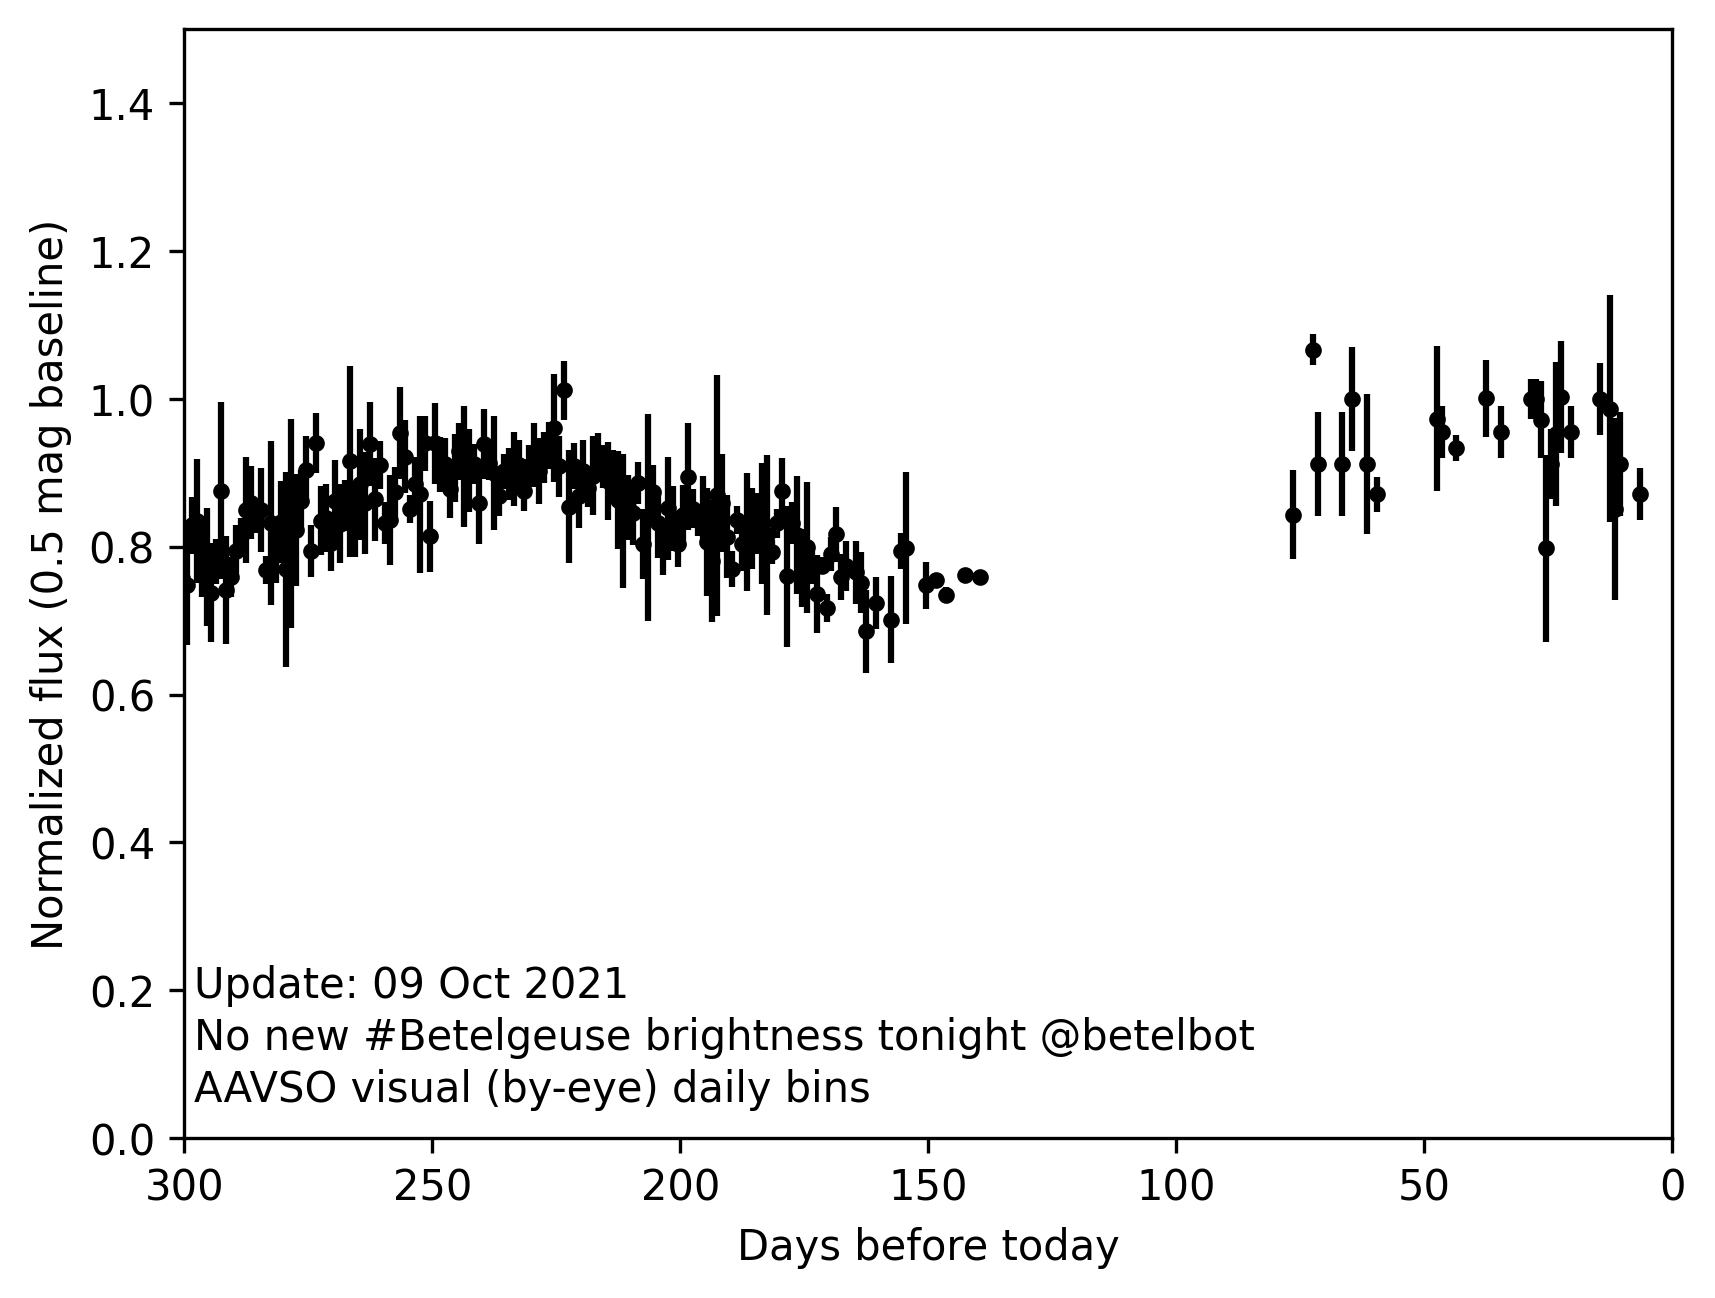 1.4
1.2
1.0
0.8
0.6
0.4
0.2
0.0
Normalized flux (0.5 mag baseline)
Update: 09 Oct 2021
No new #Betelgeuse brightness tonight @betelbot
AAVSO visual (by-eye) daily bins
300 250 200 150 100 50 0
Days before today